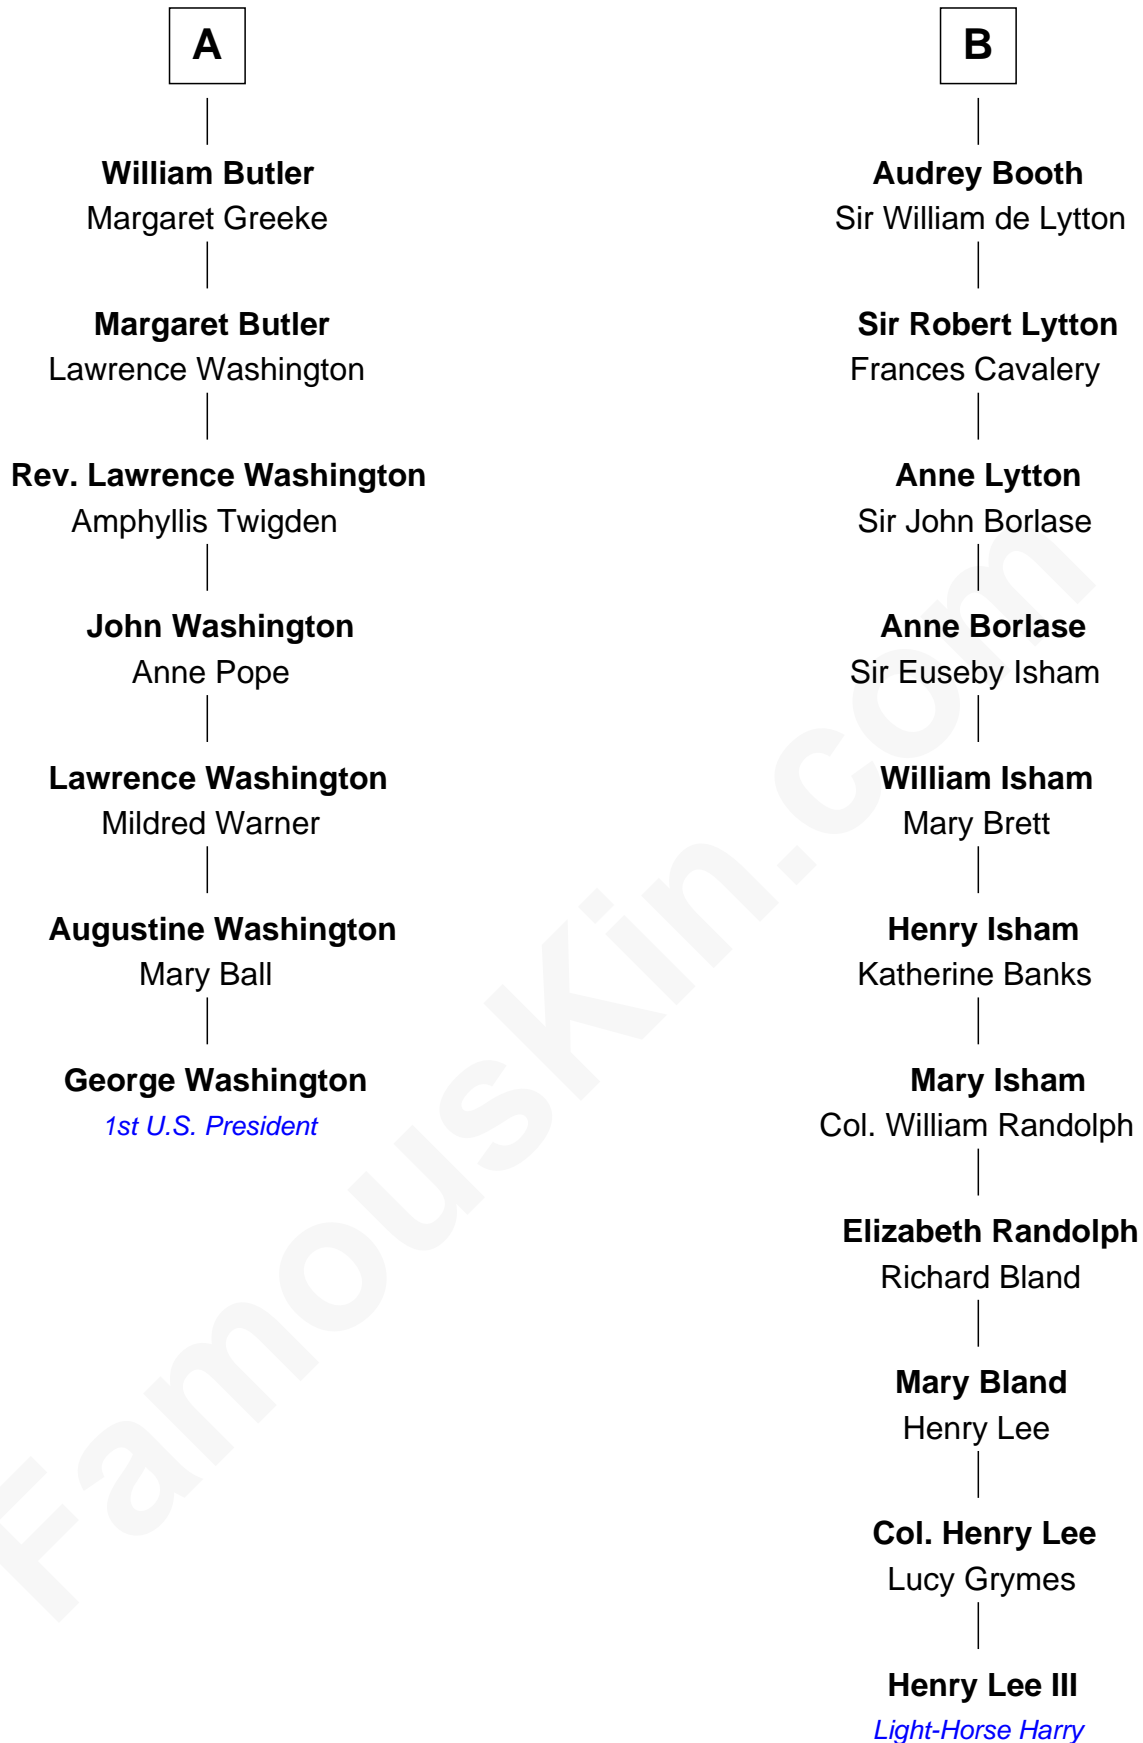 A
William Butler
Margaret Greeke
Margaret Butler
Lawrence Washington
Rev. Lawrence Washington
Amphyllis Twigden
John Washington
Anne Pope
Lawrence Washington
Mildred Warner
Augustine Washington
Mary Ball
George Washington
1st U.S. President
B
Audrey Booth
Sir William de Lytton
Sir Robert Lytton
Frances Cavalery
Anne Lytton
Sir John Borlase
Anne Borlase
Sir Euseby Isham
William Isham
Mary Brett
Henry Isham
Katherine Banks
Mary Isham
Col. William Randolph
Elizabeth Randolph
Richard Bland
Mary Bland
Henry Lee
Col. Henry Lee
Lucy Grymes
Henry Lee III
Light-Horse Harry
FamousKin.com